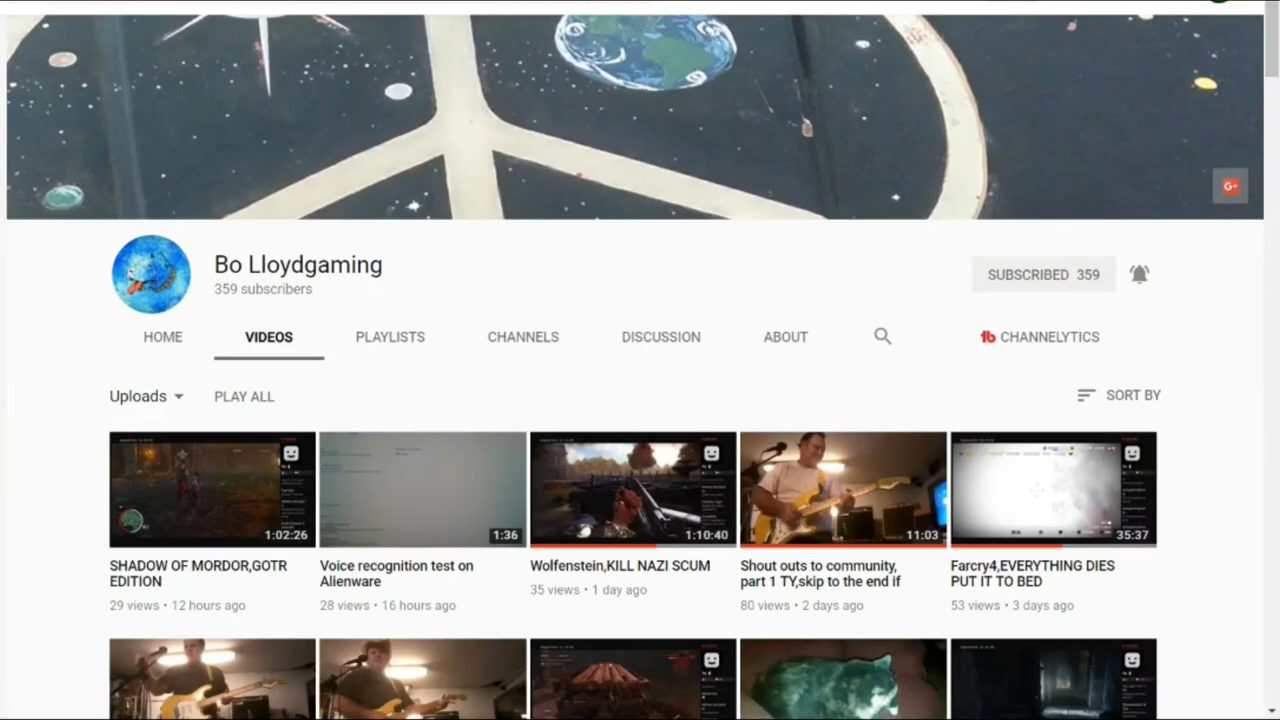 G+
Bo Lloydgaming
359 subscribers
SUBSCRIBED 359
HOME VIDEOS PLAYLISTS CHANNELS DISCUSSION ABOUT CHANNELYTICS
Uploads PLAY ALL SORT BY
1:02:26 1:36 1:10:40 11:03 35:37
SHADOW OF MORDOR,GOTR
EDITION
29 views • 12 hours ago
Voice recognition test on
Alienware
28 views • 16 hours ago
Wolfenstein,KILL NAZI SCUM
35 views • 1 day ago
Shout outs to community,
part 1 TY,skip to the end if
80 views • 2 days ago
Farcry4,EVERYTHING DIES
PUT IT TO BED
53 views • 3 days ago